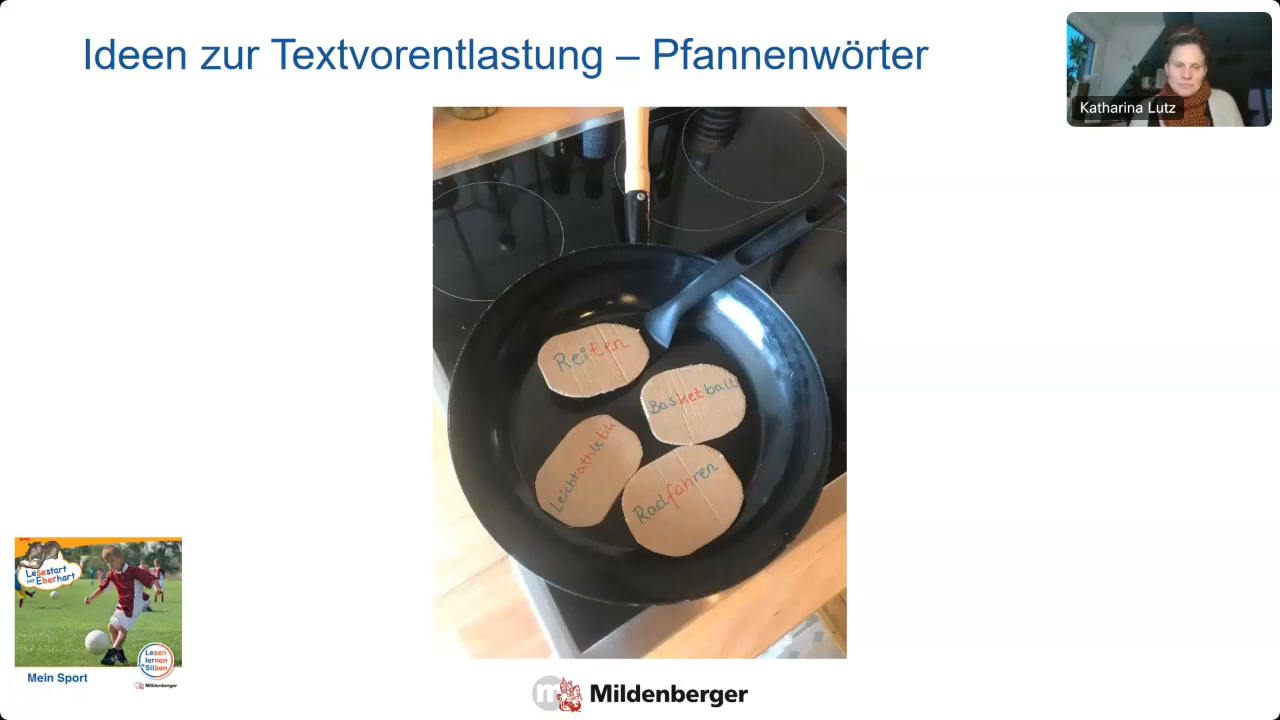 Ideen zur Textvorentlastung – Pfannenwörter
Katharina Lutz
Reiten
Basketball
Leichtathletik
Radfahren
Lesestart
mit Eberhart
Lesen
lernen
Silben
Mildenberger
Mein Sport
m Mildenberger